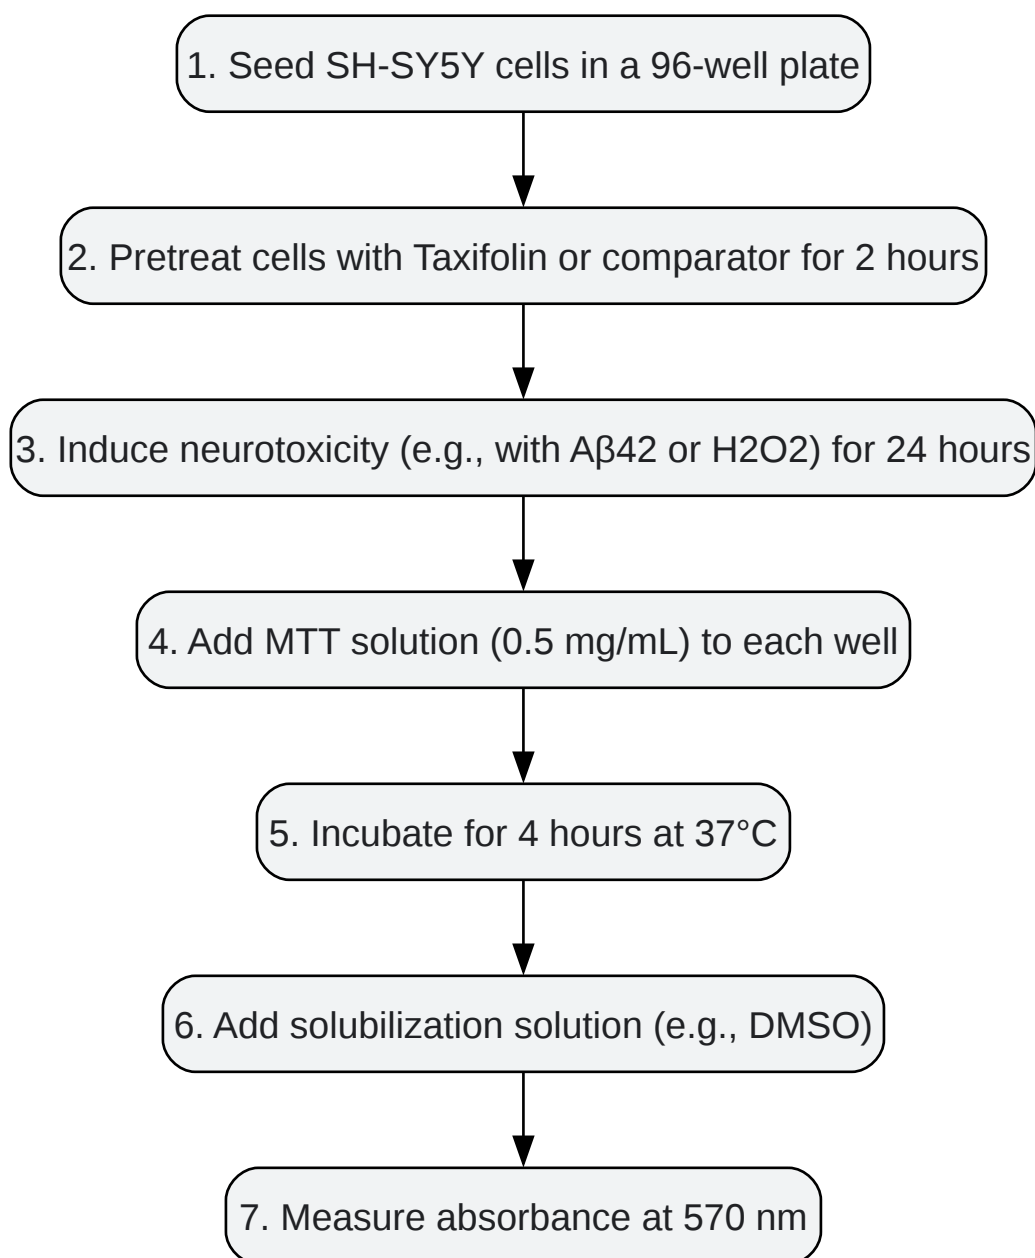 1. Seed SH-SY5Y cells in a 96-well plate
2. Pretreat cells with Taxifolin or comparator for 2 hours
3. Induce neurotoxicity (e.g., with Aβ42 or H2O2) for 24 hours
4. Add MTT solution (0.5 mg/mL) to each well
5. Incubate for 4 hours at 37°C
6. Add solubilization solution (e.g., DMSO)
7. Measure absorbance at 570 nm